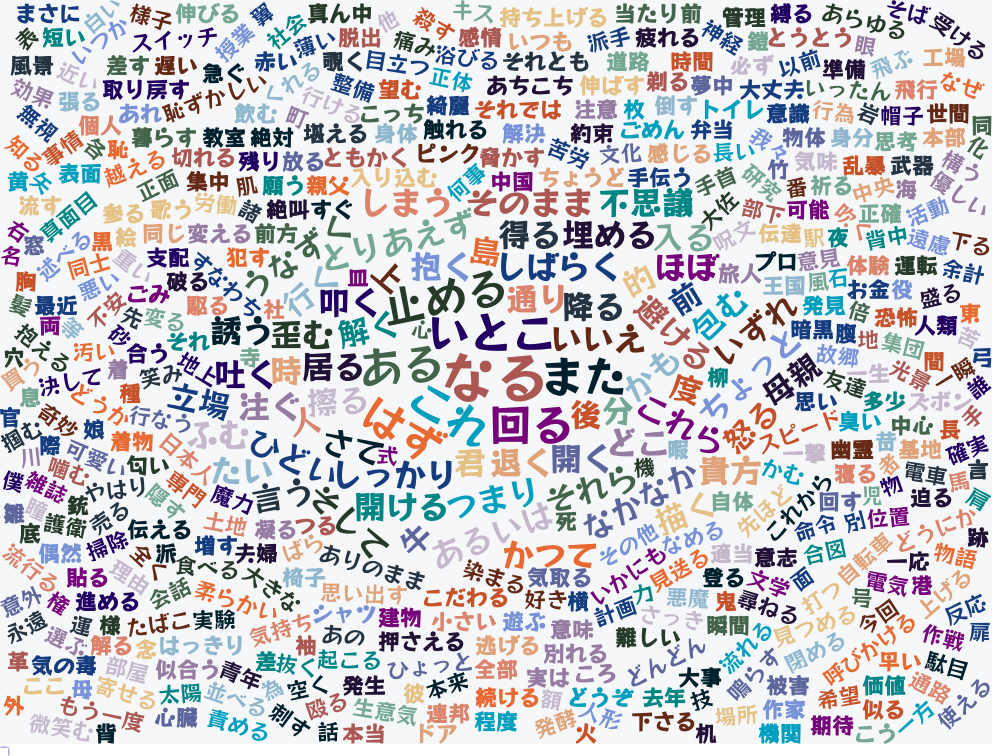 まさに
白い
様子
伸びる
翼
社会
真ん中
他
殺す
キス
持ち上げる
当たり前
管理
縛る
あらゆる
そば
受ける
表
短い
いつか
スイッチ
授業
薄い
脱出
痛み
感情
いつも
派手
疲れる
神経
鎧
とうとう
眼
風景
近い
差す
遅い
急ぐ
赤い
覗く
目立つ
浴びる
それとも
道路
時間
必ず
以前
準備
飛ぶ
工場
効果
張る
取り戻す
くれる
整備
望む
正体
あちこち
伸ばす
剃る
夢中
大丈夫
いったん
飛行
なぜ
無視
個人
あれ
恥ずかしい
飲む
町
行ける
こっち
綺麗
それでは
注意
枚
倒す
トイレ
意識
行為
岩
帽子
世間
同化
知る
事情
否
恥
暮らす
教室
絶対
堪える
身体
触れる
解決
約束
ごめん
弁当
我々
物体
身分
思考
本部
黄
灰
表面
越える
切れる
残り
放る
ともかく
ピンク
脅かす
苦労
文化
感じる
長い
竹
気味
乱暴
武器
構う
優しい
流す
真面目
正面
集中
肌
願う
親父
入り込む
何事
中国
ちょうど
手伝う
手首
研究
番
祈る
中央
海
右
窓
参る
歌う
労働
諸
絶叫
すぐ
しまう
そのまま
不思議
大佐
部下
可能
正確
活動
名
述べる
黒
絵
同じ
変える
前方
うなずく
とりあえず
島
得る
埋める
入る
呪文
伝達
駅
夜
背中
遠慮
下る
胸
同士
重い
支配
すなわち
犯す
行く
皿
上
抱く
しばらく
的
ほぼ
旅人
プロ
意見
体験
運転
余計
髪
最近
悪い
不安
ごみ
破る
駆る
社
叩く
止める
通り
降る
避ける
前
包む
いずれ
王国
風
石
お金
役
盛る
抱える
両
等
砂
先
変る
それ
誘う
歪む
解く
心
いとこ
いいえ
発見
倍
恐怖
人類
東
穴
買う
汚い
合う
地上
寺
吐く
時
居る
ある
なる
また
かも
度
柳
ちょっと
暗黒
腹
地
集団
間
苦
弓
息
決して
着
笑み
立場
注ぐ
擦る
これ
後
分
これら
母親
故郷
一生
光景
一瞬
誰
官
奇妙
どうか
種
行なう
ふむ
人
はず
回る
どこ
暇
怒る
友達
思い
多少
ズボン
手
掴む
際
娘
着物
日本人
ひどい
さて
式
君
退く
開く
スピード
臭い
中心
長
川
噛む
可愛い
匂い
専門
たい
しっかり
それら
機
貴方
かむ
一撃
幽霊
昔
基地
確実
僕
雑誌
銃
やはり
隠す
魔力
言う
そして
開ける
つまり
死
なかなか
描く
自体
先ほど
これから
寝る
老
電車
言
雛
瞳
護衛
売る
伝える
土地
凝る
つる
牛
あるいは
回す
児
物
迫る
馬
肩
底
偶然
掃除
全く
派
増す
夫婦
ばら
ありのまま
かつて
その他
なめる
適当
命令
別
位置
どうにか
跡
流行る
貼る
理由
食べる
大きな
椅子
思い出す
染まる
気取る
いかにも
見送る
登る
意志
合図
自転車
一応
物語
意外
権
進める
会話
柔らかい
シャツ
建物
こだわる
好き
横
計画
力
悪魔
鬼
文学
面
打つ
号
電気
港
永遠
選ぶ
運
様
たばこ
実験
気持ち
袖
あの
押さえる
小さい
遊ぶ
意味
さっき
瞬間
尋ねる
見つめる
今回
上げる
反応
解る
念
はっきり
差
抜く
起こる
逃げる
別れる
難しい
流れる
閉める
呼びかける
作戦
扉
革
気の毒
部屋
似合う
青年
ひょっと
全部
実は
ころ
どんどん
大事
鳴らす
被害
希望
早い
価値
通路
駄目
ここ
母
寄せる
太陽
並べる
為
空く
発生
彼
本来
続ける
額
どうぞ
去年
技
場所
作家
似る
使える
外
もう一度
微笑む
背
心臓
責める
刺す
殴る
話
生意気
本当
連邦
ドア
程度
発酵
人形
火
下さる
机
機関
期待
こう
一方